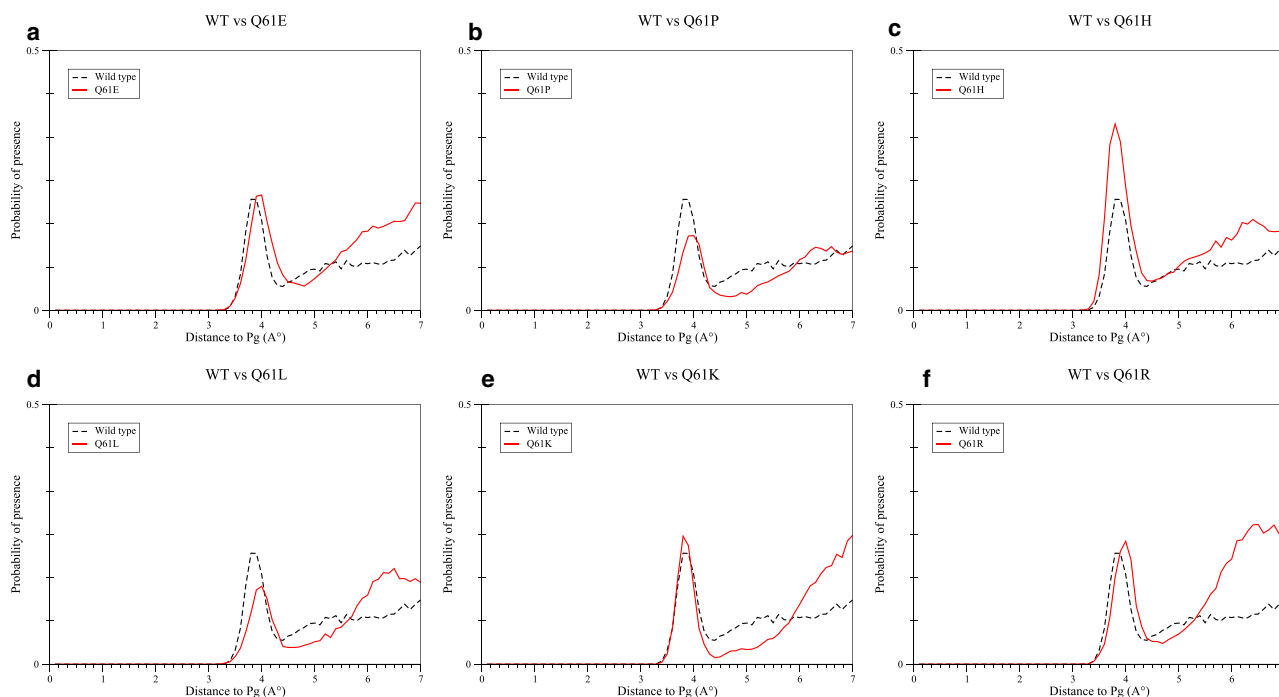 a
WT vs Q61E
0.5
Wild type
Q61E
Probability of presence
0
0 1 2 3 4 5 6 7
Distance to Pg (A°)
b
WT vs Q61P
0.5
Wild type
Q61P
Probability of presence
0
0 1 2 3 4 5 6 7
Distance to Pg (A°)
c
WT vs Q61H
0.5
Wild type
Q61H
Probability of presence
0
0 1 2 3 4 5 6
Distance to Pg (A°)
d
WT vs Q61L
0.5
Wild type
Q61L
Probability of presence
0
0 1 2 3 4 5 6 7
Distance to Pg (A°)
e
WT vs Q61K
0.5
Wild type
Q61K
Probability of presence
0
0 1 2 3 4 5 6 7
Distance to Pg (A°)
f
WT vs Q61R
0.5
Wild type
Q61R
Probability of presence
0
0 1 2 3 4 5 6
Distance to Pg (A°)